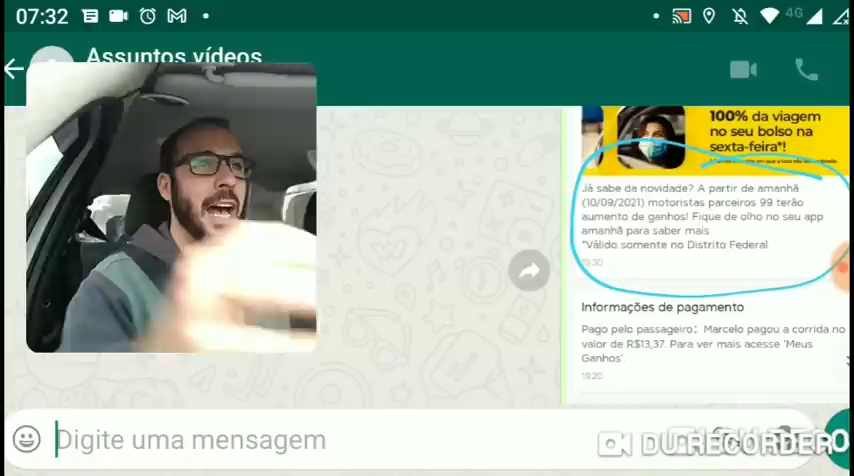 07:32
4G
Assuntos vídeos
100% da viagem
no seu bolso na
sexta-feira*!
Já sabe da novidade? A partir de amanhã
(10/09/2021) motoristas parceiros 99 terão
aumento de ganhos! Fique de olho no seu app
amanhã para saber mais.
*Válido somente no Distrito Federal.
19:30
Informações de pagamento
Pago pelo passageiro: Marcelo pagou a corrida no
valor de R$13,37. Para ver mais acesse 'Meus
Ganhos'.
19:20
Digite uma mensagem
DU RECORDER